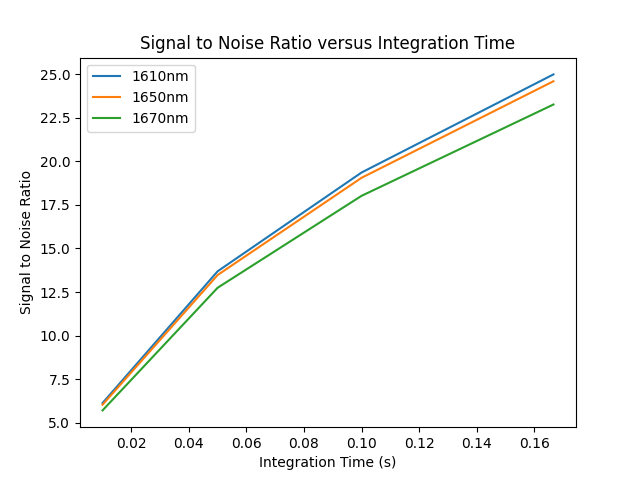 Signal to Noise Ratio versus Integration Time
1610nm
1650nm
1670nm
Signal to Noise Ratio
25.0
22.5
20.0
17.5
15.0
12.5
10.0
7.5
5.0
0.02 0.04 0.06 0.08 0.10 0.12 0.14 0.16
Integration Time (s)